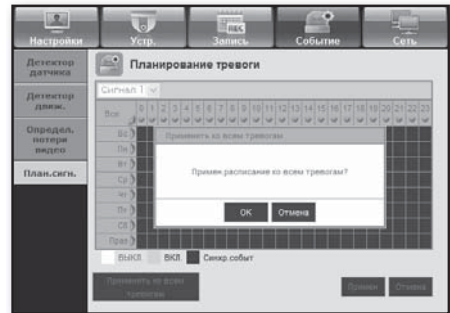 Настройки
Устр.
Запись
Событие
Сеть
REC
Детектор датчика
Планирование тревоги
Сигнал 1
Детектор движ.
Все
0 1 2 3 4 5 6 7 8 9 10 11 12 13 14 15 16 17 18 19 20 21 22 23
Определ. потери видео
План.сигн.
Вс
Пн
Вт
Ср
Чт
Пт
Сб
Праз
Применить ко всем тревогам
Примен.расписание ко всем тревогам?
OK
Отмена
ВЫКЛ.
ВКЛ.
Синхр.событ
Применить ко всем тревогам
Примен
Отмена